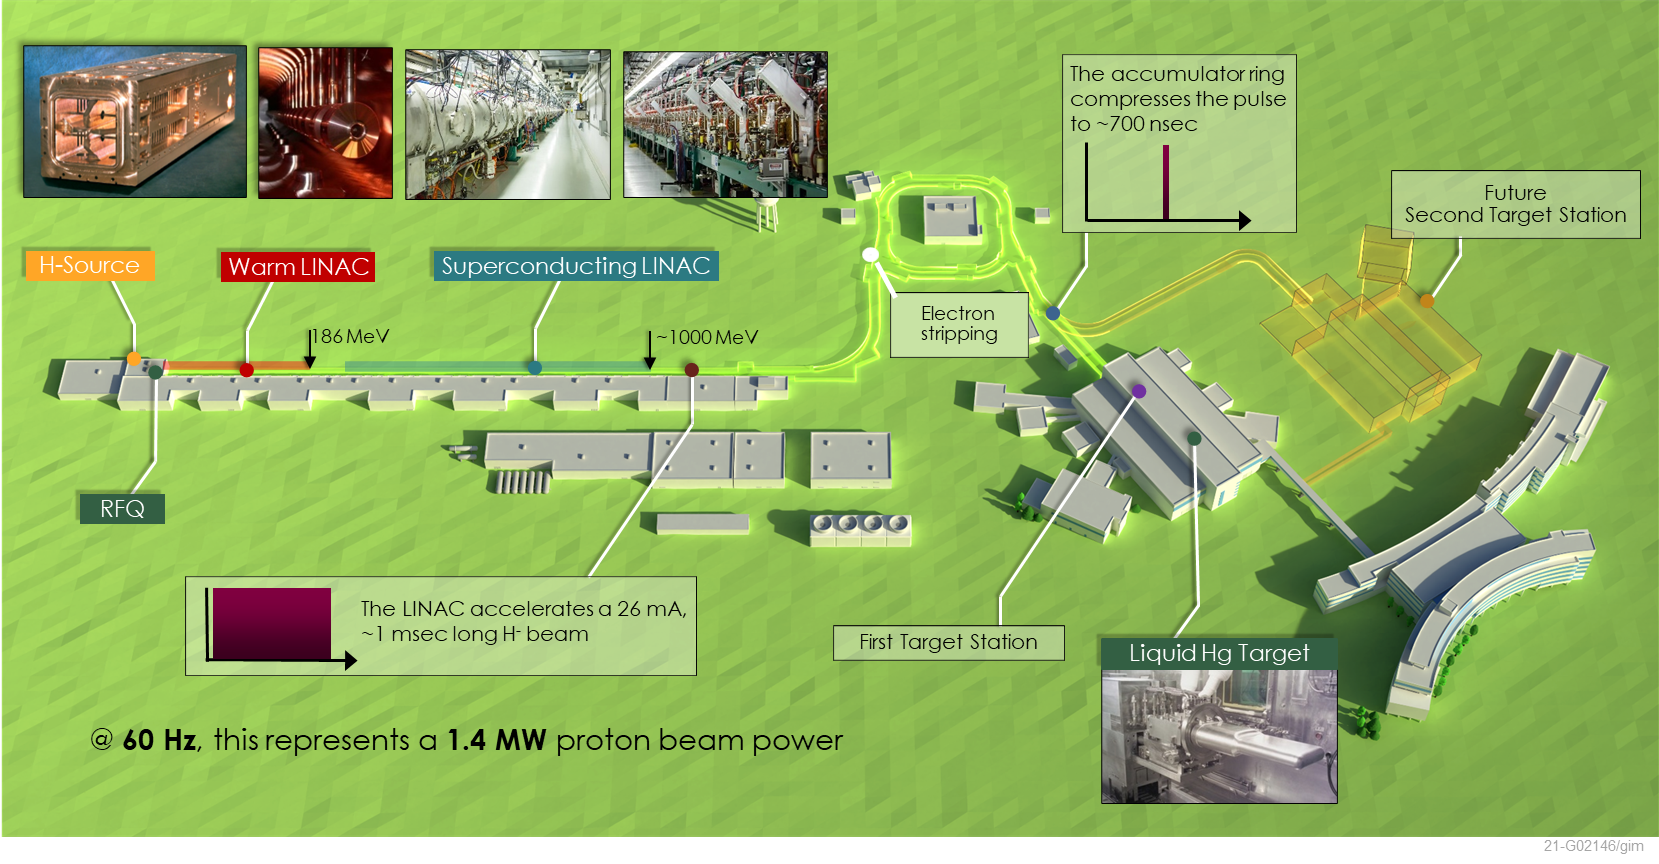 The accumulator ring
compresses the pulse
to ~700 nsec
Future
Second Target Station
H-Source
Warm LINAC
Superconducting LINAC
Electron
stripping
186 MeV
~1000 MeV
RFQ
The LINAC accelerates a 26 mA,
~1 msec long H- beam
First Target Station
Liquid Hg Target
@ 60 Hz, this represents a 1.4 MW proton beam power
21-G02146/gim